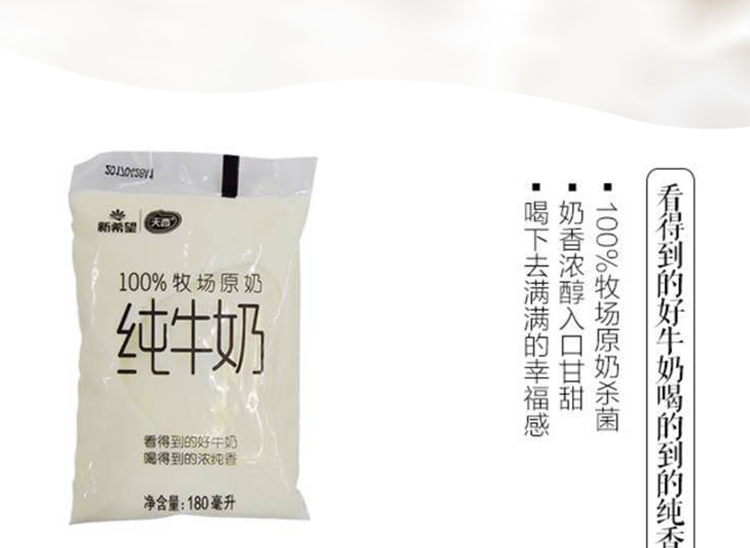 看得到的好牛奶喝的到的纯香
100%牧场原奶杀菌
奶香浓醇入口甘甜
喝下去满满的幸福感
20170428A1
新希望
天香
100%牧场原奶
纯牛奶
看得到的好牛奶
喝得到的浓纯香
净含量:180毫升